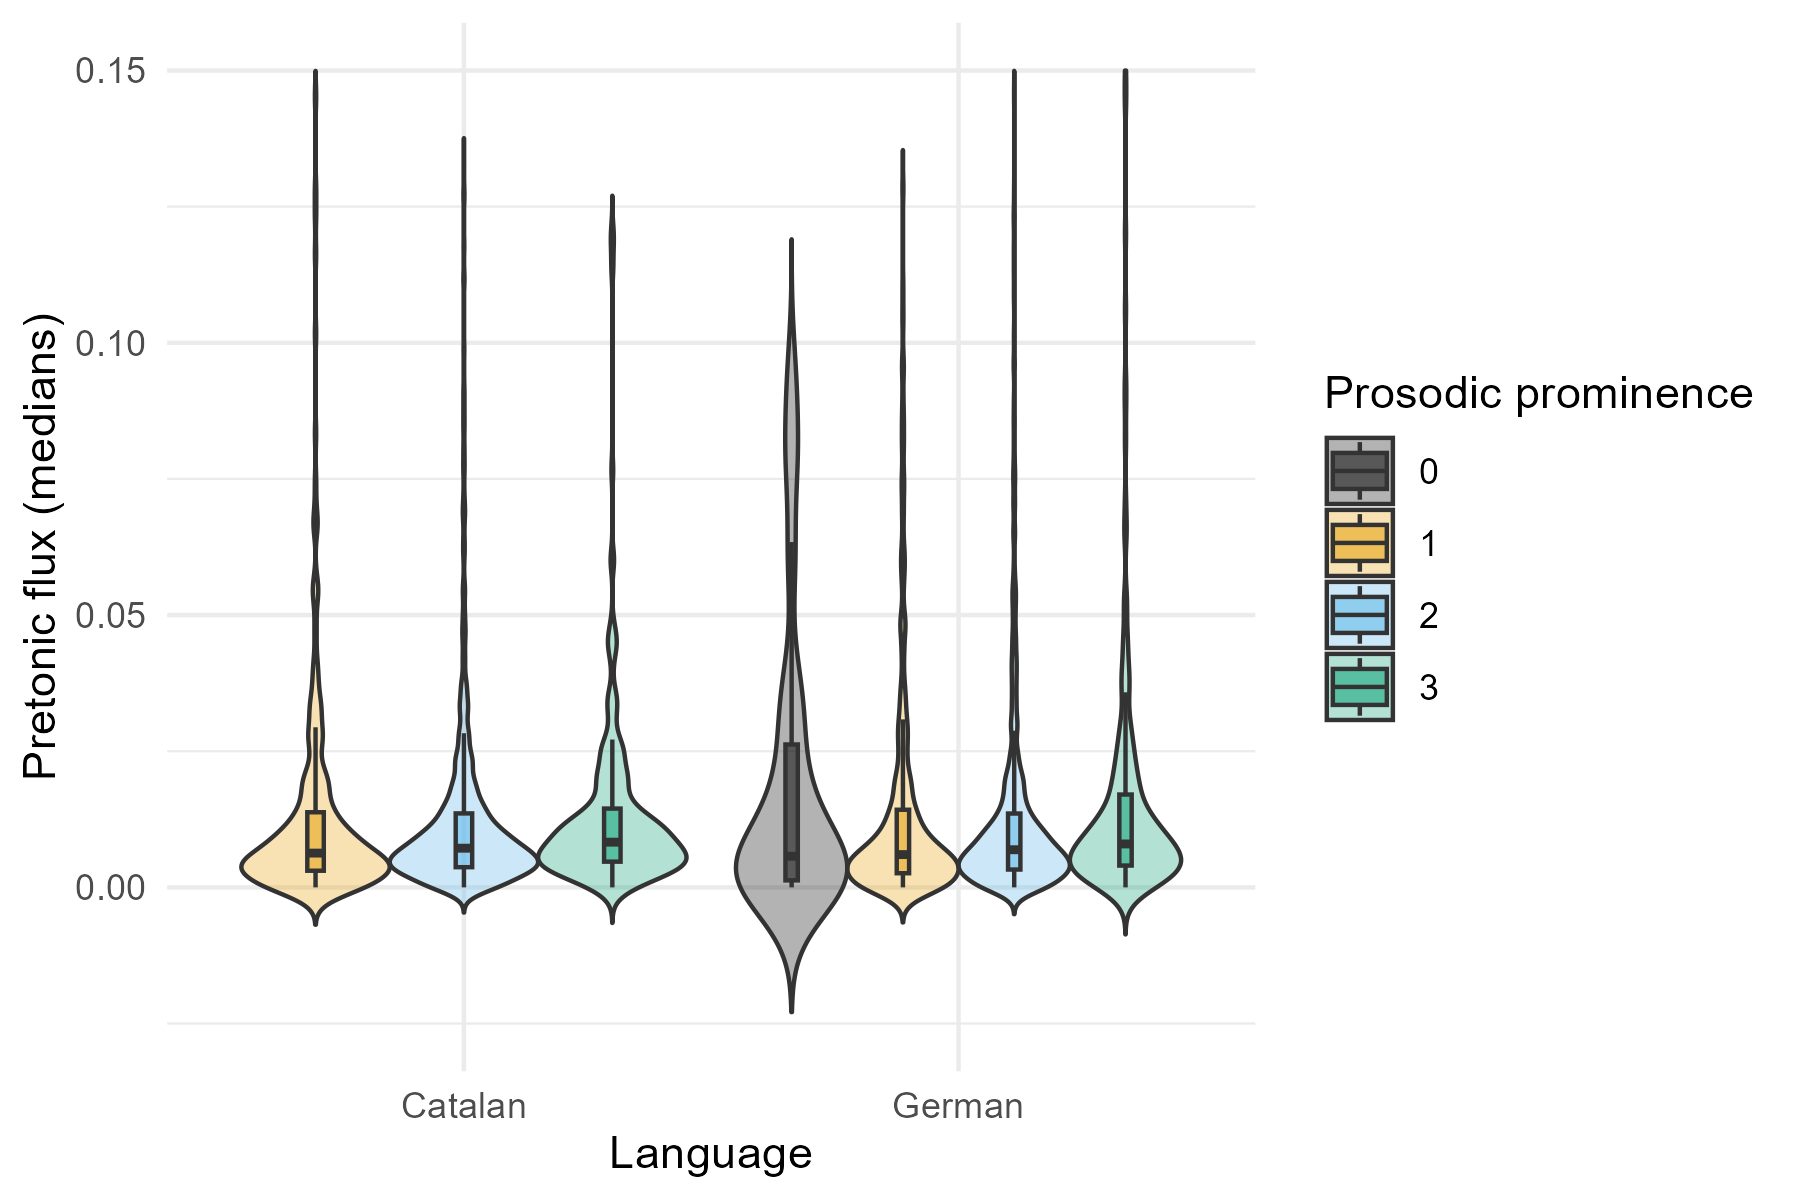 0.15
0.10
0.05
0.00
Pretonic flux (medians)
Catalan
German
Language
Prosodic prominence
0
1
2
3